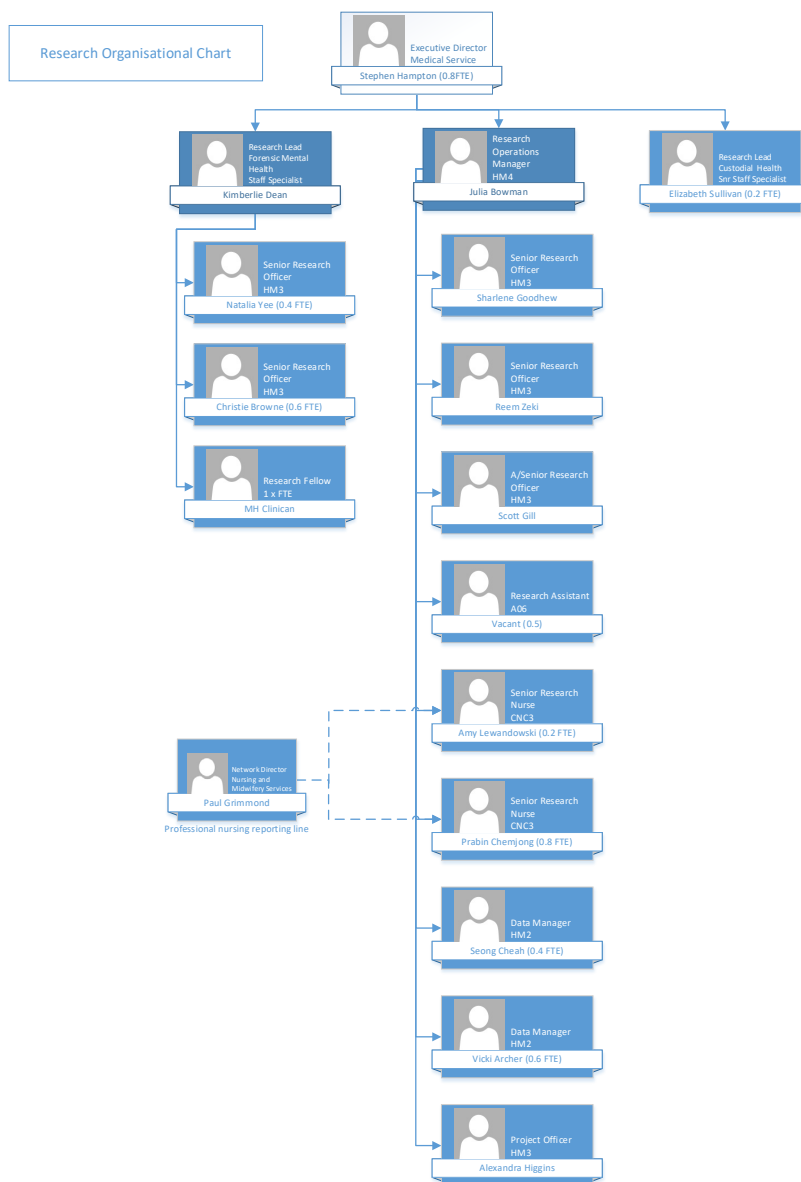 Research Organisational Chart
Executive Director
Medical Service
Stephen Hampton (0.8FTE)
Research Lead
Forensic Mental
Health
Staff Specialist
Kimberlie Dean
Research
Operations
Manager
HM4
Julia Bowman
Research Lead
Custodial Health
Snr Staff Specialist
Elizabeth Sullivan (0.2 FTE)
Senior Research
Officer
HM3
Natalia Yee (0.4 FTE)
Senior Research
Officer
HM3
Sharlene Goodhew
Senior Research
Officer
HM3
Christie Browne (0.6 FTE)
Senior Research
Officer
HM3
Reem Zeki
Research Fellow
1 x FTE
MH Clinican
A/Senior Research
Officer
HM3
Scott Gill
Research Assistant
A06
Vacant (0.5)
Senior Research
Nurse
CNC3
Amy Lewandowski (0.2 FTE)
Network Director
Nursing and
Midwifery Services
Paul Grimmond
Professional nursing reporting line
Senior Research
Nurse
CNC3
Prabin Chemjong (0.8 FTE)
Data Manager
HM2
Seong Cheah (0.4 FTE)
Data Manager
HM2
Vicki Archer (0.6 FTE)
Project Officer
HM3
Alexandra Higgins